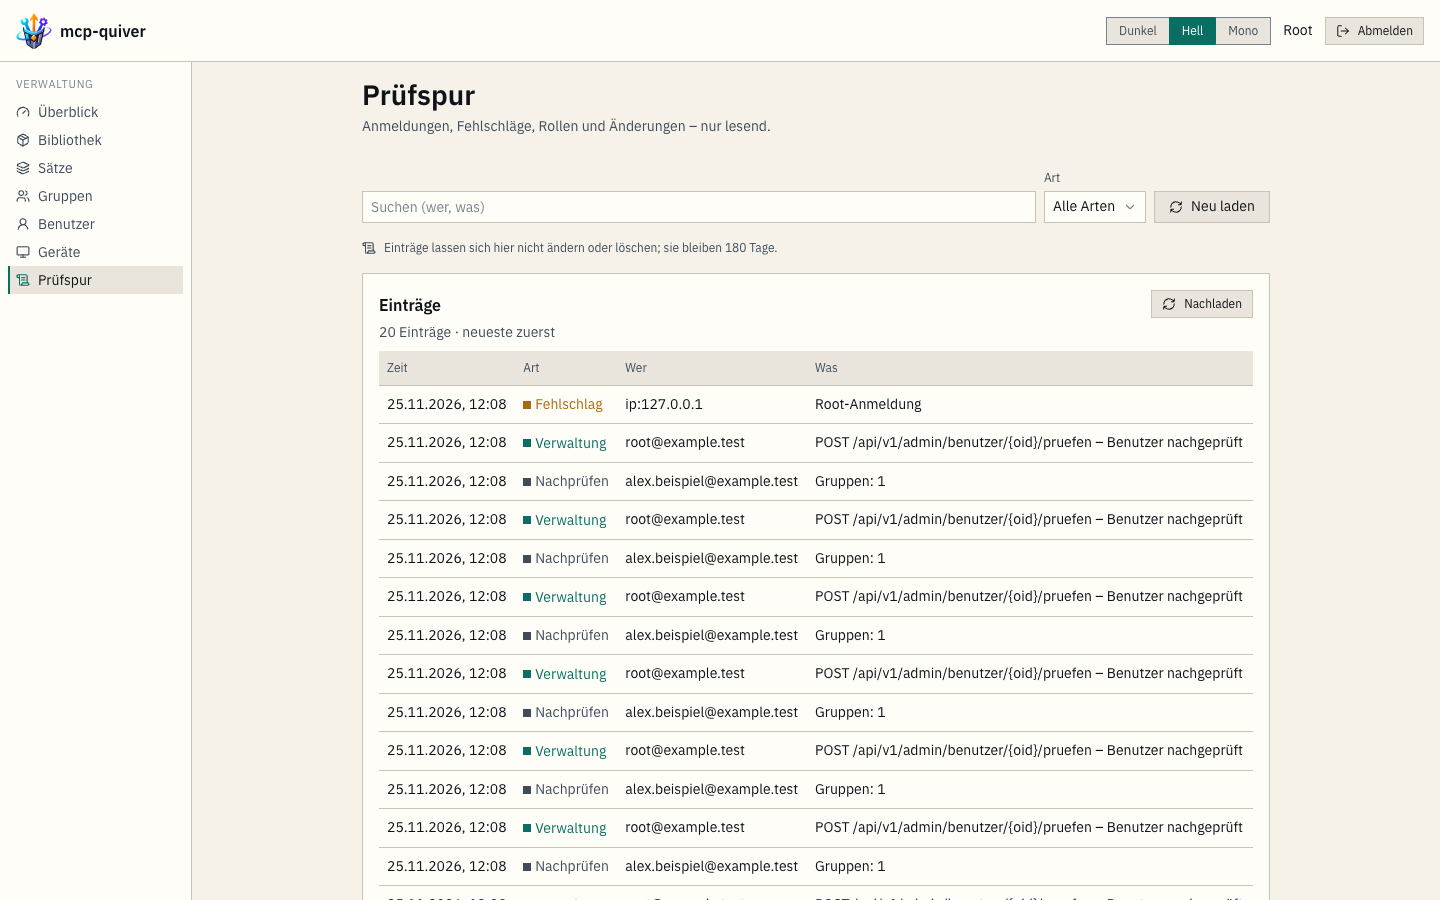 mcp-quiver
Dunkel Hell Mono Root Abmelden
VERWALTUNG
Überblick
Bibliothek
Sätze
Gruppen
Benutzer
Geräte
Prüfspur
Prüfspur
Anmeldungen, Fehlschläge, Rollen und Änderungen – nur lesend.
Art
Suchen (wer, was) Alle Arten Neu laden
Einträge lassen sich hier nicht ändern oder löschen; sie bleiben 180 Tage.
Einträge Nachladen
20 Einträge · neueste zuerst
Zeit Art Wer Was
25.11.2026, 12:08 Fehlschlag ip:127.0.0.1 Root-Anmeldung
25.11.2026, 12:08 Verwaltung root@example.test POST /api/v1/admin/benutzer/{oid}/pruefen – Benutzer nachgeprüft
25.11.2026, 12:08 Nachprüfen alex.beispiel@example.test Gruppen: 1
25.11.2026, 12:08 Verwaltung root@example.test POST /api/v1/admin/benutzer/{oid}/pruefen – Benutzer nachgeprüft
25.11.2026, 12:08 Nachprüfen alex.beispiel@example.test Gruppen: 1
25.11.2026, 12:08 Verwaltung root@example.test POST /api/v1/admin/benutzer/{oid}/pruefen – Benutzer nachgeprüft
25.11.2026, 12:08 Nachprüfen alex.beispiel@example.test Gruppen: 1
25.11.2026, 12:08 Verwaltung root@example.test POST /api/v1/admin/benutzer/{oid}/pruefen – Benutzer nachgeprüft
25.11.2026, 12:08 Nachprüfen alex.beispiel@example.test Gruppen: 1
25.11.2026, 12:08 Verwaltung root@example.test POST /api/v1/admin/benutzer/{oid}/pruefen – Benutzer nachgeprüft
25.11.2026, 12:08 Nachprüfen alex.beispiel@example.test Gruppen: 1
25.11.2026, 12:08 Verwaltung root@example.test POST /api/v1/admin/benutzer/{oid}/pruefen – Benutzer nachgeprüft
25.11.2026, 12:08 Nachprüfen alex.beispiel@example.test Gruppen: 1